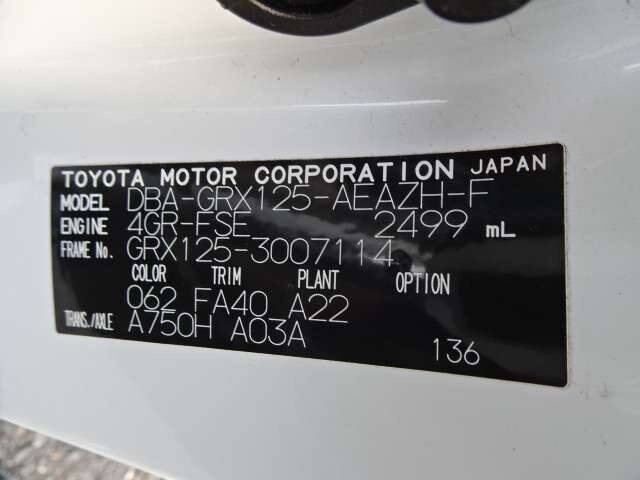 TOYOTA MOTOR CORPORATION JAPAN
MODEL DBA-GRX125-AEAZH-F
ENGINE 4GR-FSE 2499 mL
FRAME No. GRX125-3007114
COLOR TRIM PLANT OPTION
062 FA40 A22
TRANS./AXLE A750H A03A
136